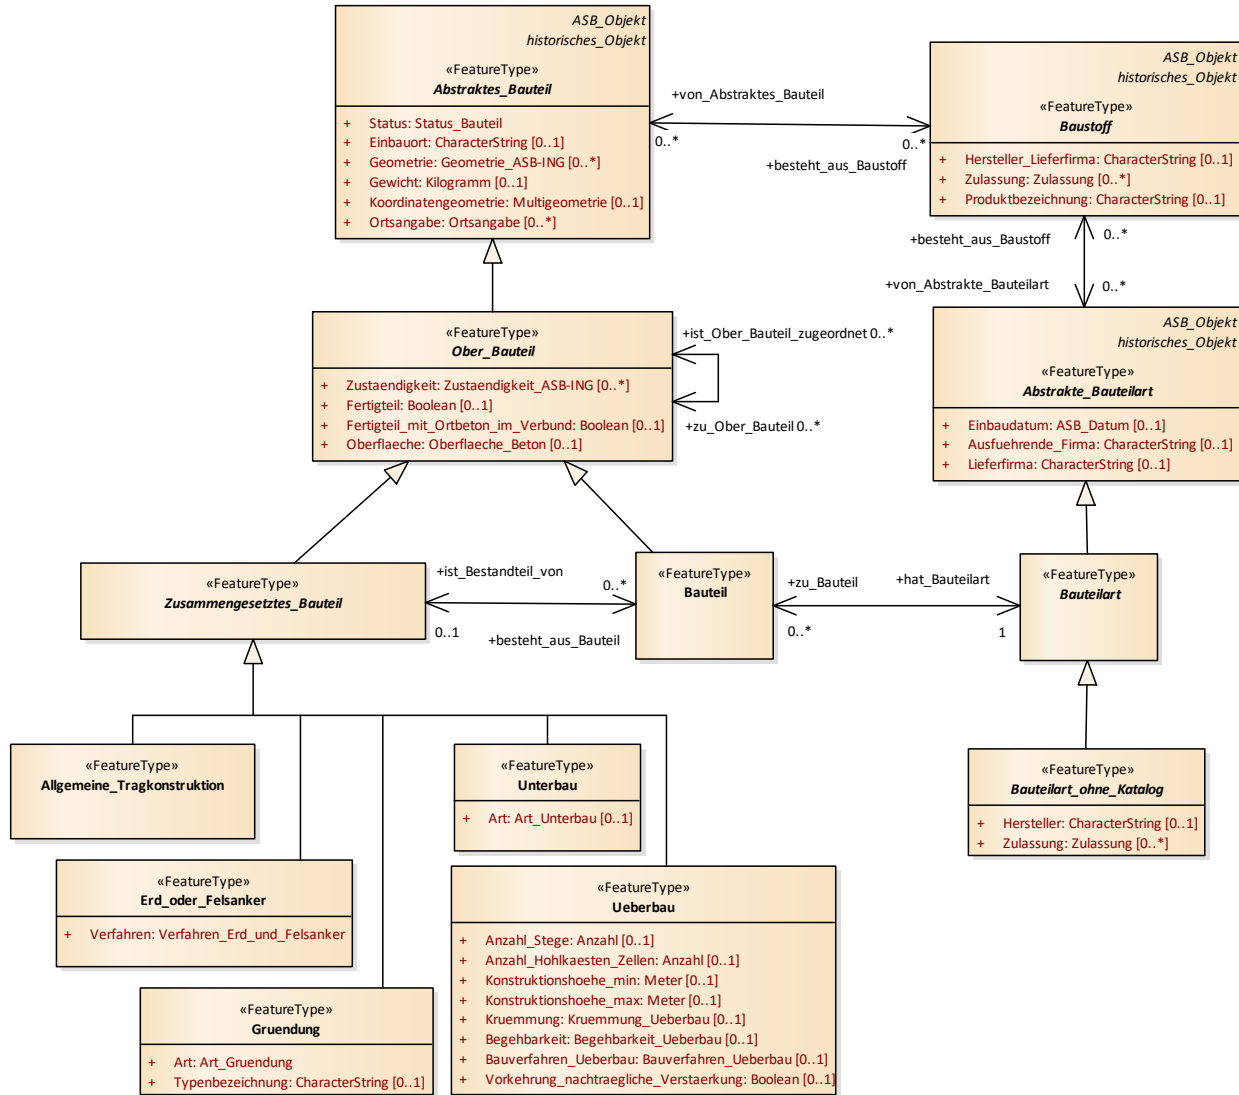 ASB_Objekt
historisches_Objekt
«FeatureType»
Abstraktes_Bauteil
+ Status: Status_Bauteil
+ Einbauort: CharacterString [0..1]
+ Geometrie: Geometrie_ASB-ING [0..*]
+ Gewicht: Kilogramm [0..1]
+ Koordinatengeometrie: Multigeometrie [0..1]
+ Ortsangabe: Ortsangabe [0..*]
+von_Abstraktes_Bauteil
0..*
0..*
+besteht_aus_Baustoff
ASB_Objekt
historisches_Objekt
«FeatureType»
Baustoff
+ Hersteller_Lieferfirma: CharacterString [0..1]
+ Zulassung: Zulassung [0..*]
+ Produktbezeichnung: CharacterString [0..1]
+besteht_aus_Baustoff
0..*
+von_Abstrakte_Bauteilart
0..*
«FeatureType»
Ober_Bauteil
+ Zustaendigkeit: Zustaendigkeit_ASB-ING [0..*]
+ Fertigteil: Boolean [0..1]
+ Fertigteil_mit_Ortbeton_im_Verbund: Boolean [0..1]
+ Oberflaeche: Oberflaeche_Beton [0..1]
+ist_Ober_Bauteil_zugeordnet 0..*
+zu_Ober_Bauteil 0..*
ASB_Objekt
historisches_Objekt
«FeatureType»
Abstrakte_Bauteilart
+ Einbaudatum: ASB_Datum [0..1]
+ Ausfuehrende_Firma: CharacterString [0..1]
+ Lieferfirma: CharacterString [0..1]
«FeatureType»
Zusammengesetztes_Bauteil
+ist_Bestandteil_von
0..*
0..1
+besteht_aus_Bauteil
«FeatureType»
Bauteil
+zu_Bauteil
+hat_Bauteilart
0..*
1
«FeatureType»
Bauteilart
«FeatureType»
Allgemeine_Tragkonstruktion
«FeatureType»
Unterbau
+ Art: Art_Unterbau [0..1]
«FeatureType»
Bauteilart_ohne_Katalog
+ Hersteller: CharacterString [0..1]
+ Zulassung: Zulassung [0..*]
«FeatureType»
Erd_oder_Felsanker
+ Verfahren: Verfahren_Erd_und_Felsanker
«FeatureType»
Ueberbau
+ Anzahl_Stege: Anzahl [0..1]
+ Anzahl_Hohlkaesten_Zellen: Anzahl [0..1]
+ Konstruktionshoehe_min: Meter [0..1]
+ Konstruktionshoehe_max: Meter [0..1]
+ Kruemmung: Kruemmung_Ueberbau [0..1]
+ Begehbarkeit: Begehbarkeit_Ueberbau [0..1]
+ Bauverfahren_Ueberbau: Bauverfahren_Ueberbau [0..1]
+ Vorkehrung_nachtraegliche_Verstaerkung: Boolean [0..1]
«FeatureType»
Gruendung
+ Art: Art_Gruendung
+ Typenbezeichnung: CharacterString [0..1]